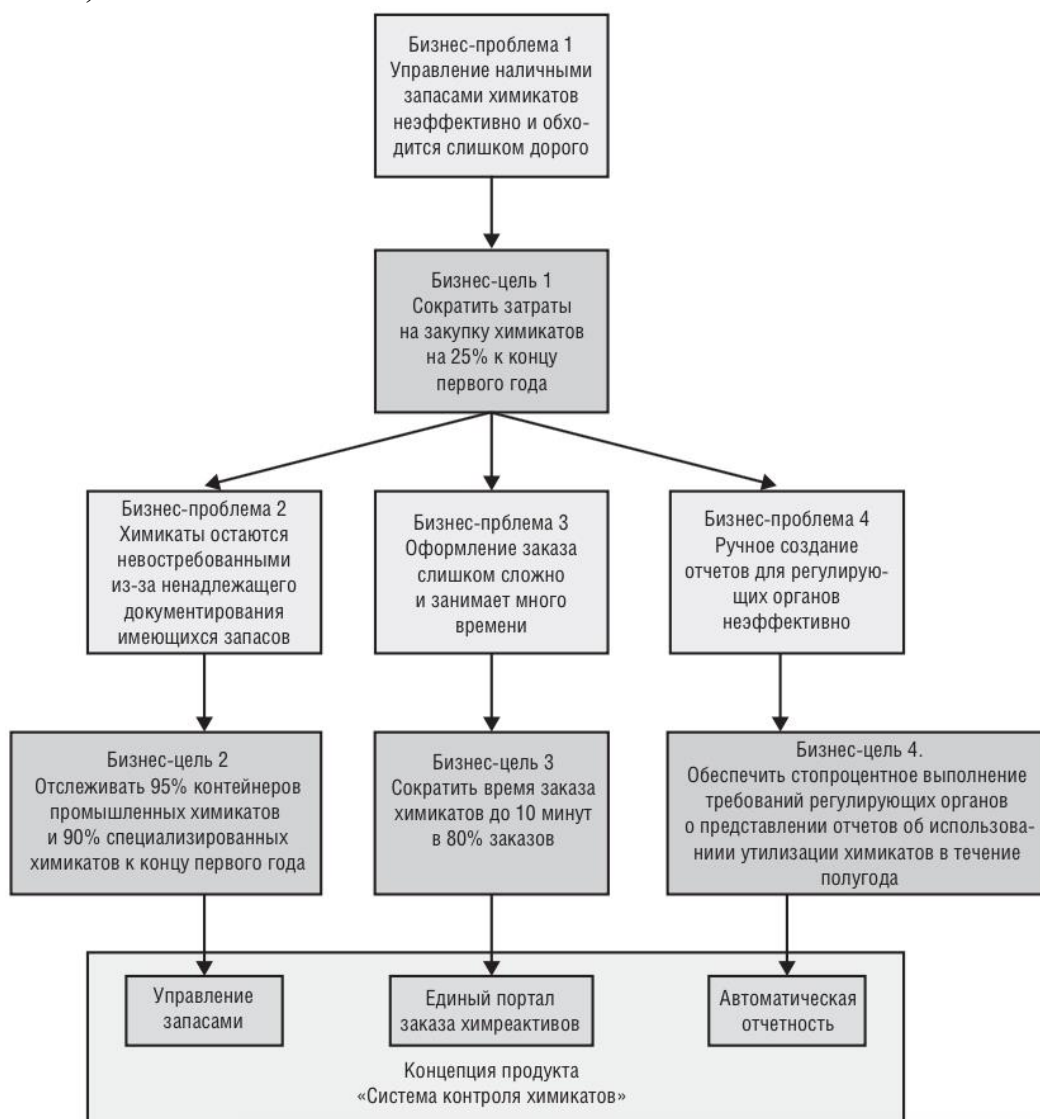 Бизнес-проблема 1
Управление наличными
запасами химикатов
неэффективно и обхо-
дится слишком дорого
Бизнес-цель 1
Сократить затраты
на закупку химикатов
на 25% к концу
первого года
Бизнес-проблема 2
Химикаты остаются
невостребованными
из-за ненадлежащего
документирования
имеющихся запасов
Бизнес-прблема 3
Оформление заказа
слишком сложно
и занимает много
времени
Бизнес-проблема 4
Ручное создание
отчетов для регулирую-
щих органов
неэффективно
Бизнес-цель 2
Отслеживать 95% контейнеров
промышленных химикатов
и 90% специализированных
химикатов к концу первого года
Бизнес-цель 3
Сократить время заказа
химикатов до 10 минут
в 80% заказов
Бизнес-цель 4.
Обеспечить стопроцентное выполнение
требований регулирующих органов
о представлении отчетов об использова-
ниии утилизации химикатов в течение
полугода
Управление
запасами
Единый портал
заказа химреактивов
Автоматическая
отчетность
Концепция продукта
«Система контроля химикатов»